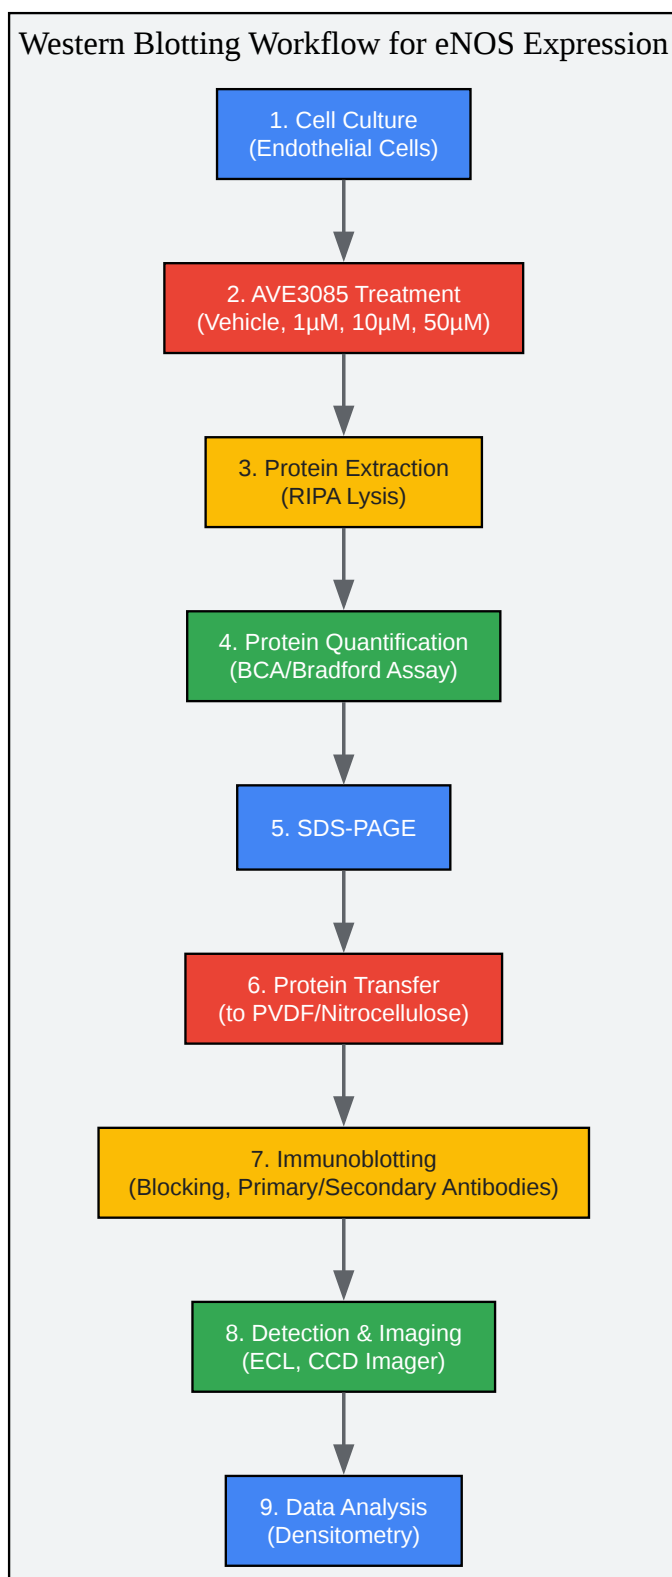 Western Blotting Workflow for eNOS Expression
1. Cell Culture
(Endothelial Cells)
2. AVE3085 Treatment
(Vehicle, 1µM, 10µM, 50µM)
3. Protein Extraction
(RIPA Lysis)
4. Protein Quantification
(BCA/Bradford Assay)
5. SDS-PAGE
6. Protein Transfer
(to PVDF/Nitrocellulose)
7. Immunoblotting
(Blocking, Primary/Secondary Antibodies)
8. Detection & Imaging
(ECL, CCD Imager)
9. Data Analysis
(Densitometry)